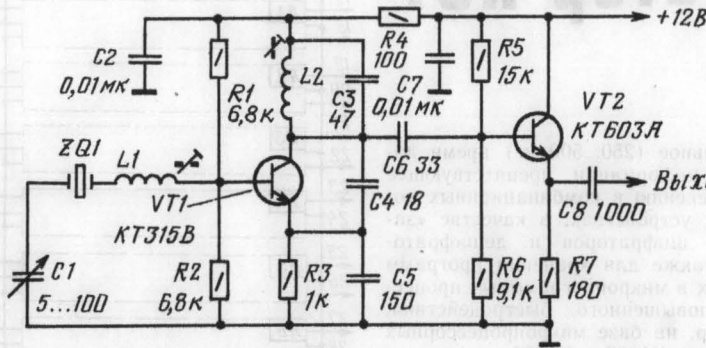 C2
0,01мк
R4
100
+12В
R5
15к
L2
C7
0,01мк
C3
47
R1
6,8к
VT2
КТ603А
ZQ1
L1
VT1
КТ315В
C6 33
C4 18
C8 1000
C1
5...100
R2
6,8к
R3
1к
C5
150
R6
9,1к
R7
180